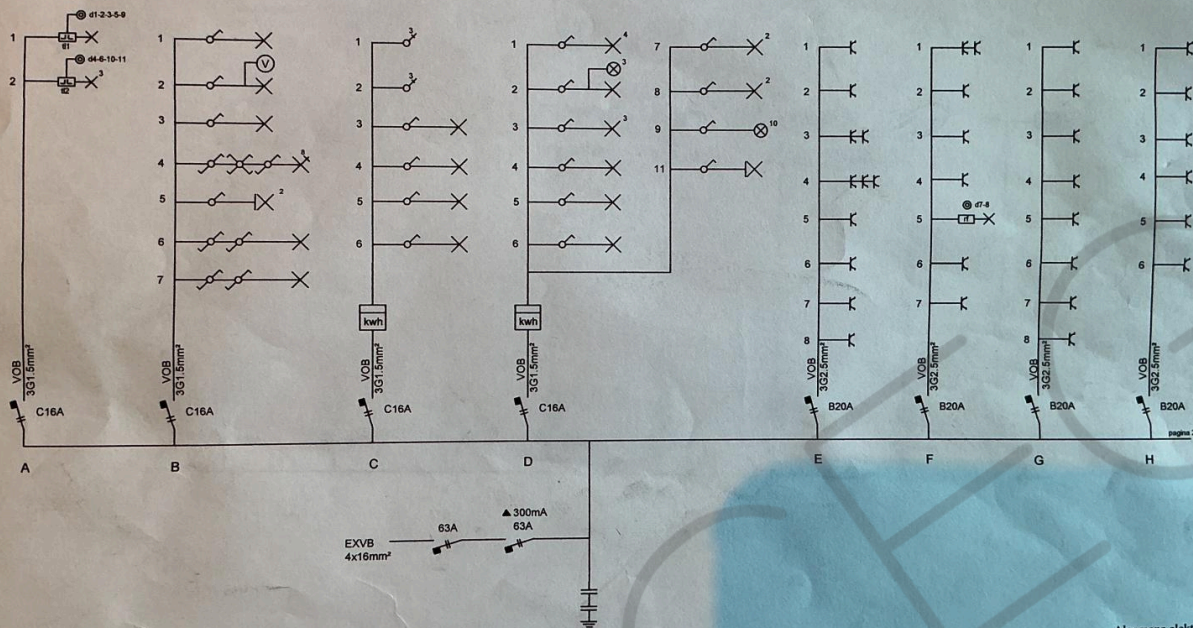 d1-2-3-5-9
1
tl1
d4-6-10-11
2
tl2
3
1
2
V
3
4
8
5
2
6
7
1
3
2
3
3
4
5
6
kwh
1
4
2
3
3
3
4
5
6
kwh
7
2
8
2
9
10
11
1
2
3
4
5
6
7
8
1
2
3
4
5
d7-8
6
7
1
2
3
4
5
6
7
8
1
2
3
4
5
6
VOB
3G1.5mm²
VOB
3G1.5mm²
VOB
3G1.5mm²
VOB
3G1.5mm²
VOB
3G2.5mm²
VOB
3G2.5mm²
VOB
3G2.5mm²
VOB
3G2.5mm²
C16A
C16A
C16A
C16A
B20A
B20A
B20A
B20A
pagina
A
B
C
D
E
F
G
H
EXVB
4x16mm²
63A
300mA
63A